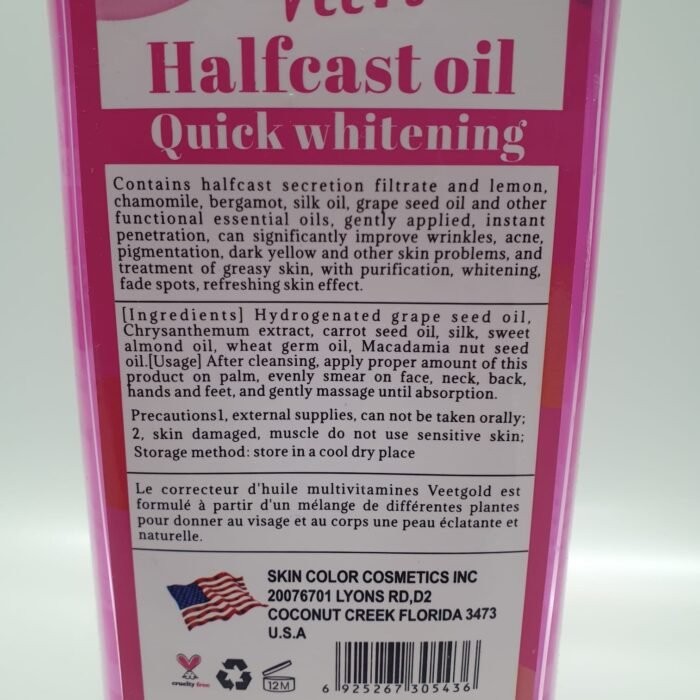 Halfcast oil
Quick whitening
Contains halfcast secretion filtrate and lemon,
chamomile, bergamot, silk oil, grape seed oil and other
functional essential oils, gently applied, instant
penetration, can significantly improve wrinkles, acne,
pigmentation, dark yellow and other skin problems, and
treatment of greasy skin, with purification, whitening,
fade spots, refreshing skin effect.
[Ingredients] Hydrogenated grape seed oil,
Chrysanthemum extract, carrot seed oil, silk, sweet
almond oil, wheat germ oil, Macadamia nut seed
oil.[Usage] After cleansing, apply proper amount of this
product on palm, evenly smear on face, neck, back,
hands and feet, and gently massage until absorption.
Precautions1, external supplies, can not be taken orally;
2, skin damaged, muscle do not use sensitive skin;
Storage method: store in a cool dry place
Le correcteur d'huile multivitamines Veetgold est
formulé à partir d'un mélange de différentes plantes
pour donner au visage et au corps une peau éclatante et
naturelle.
SKIN COLOR COSMETICS INC
20076701 LYONS RD,D2
COCONUT CREEK FLORIDA 3473
U.S.A
cruelty free
12M
6 925267 305436